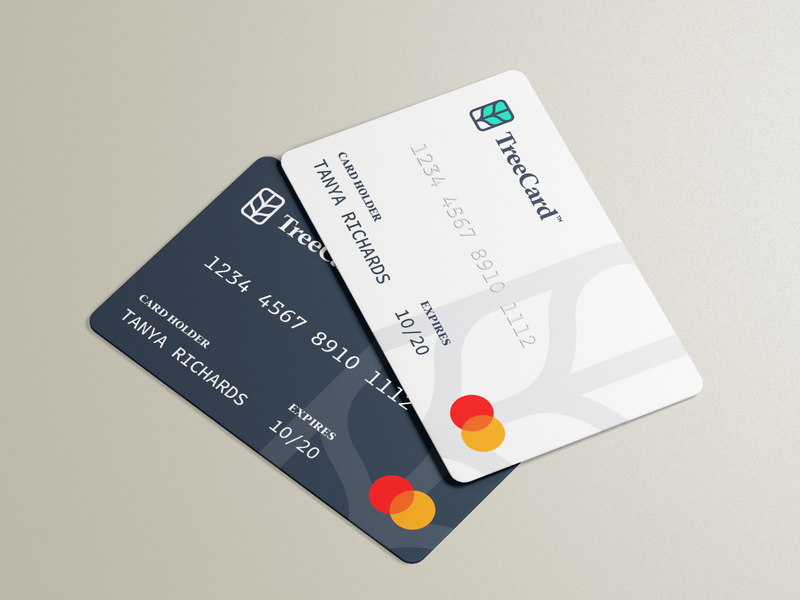 TreeCard™
1234 4567 8910 1112
CARD HOLDER
TANYA RICHARDS
EXPIRES
10/20
1234 4567 8910 1112
CARD HOLDER
TANYA RICHARDS
EXPIRES
10/20